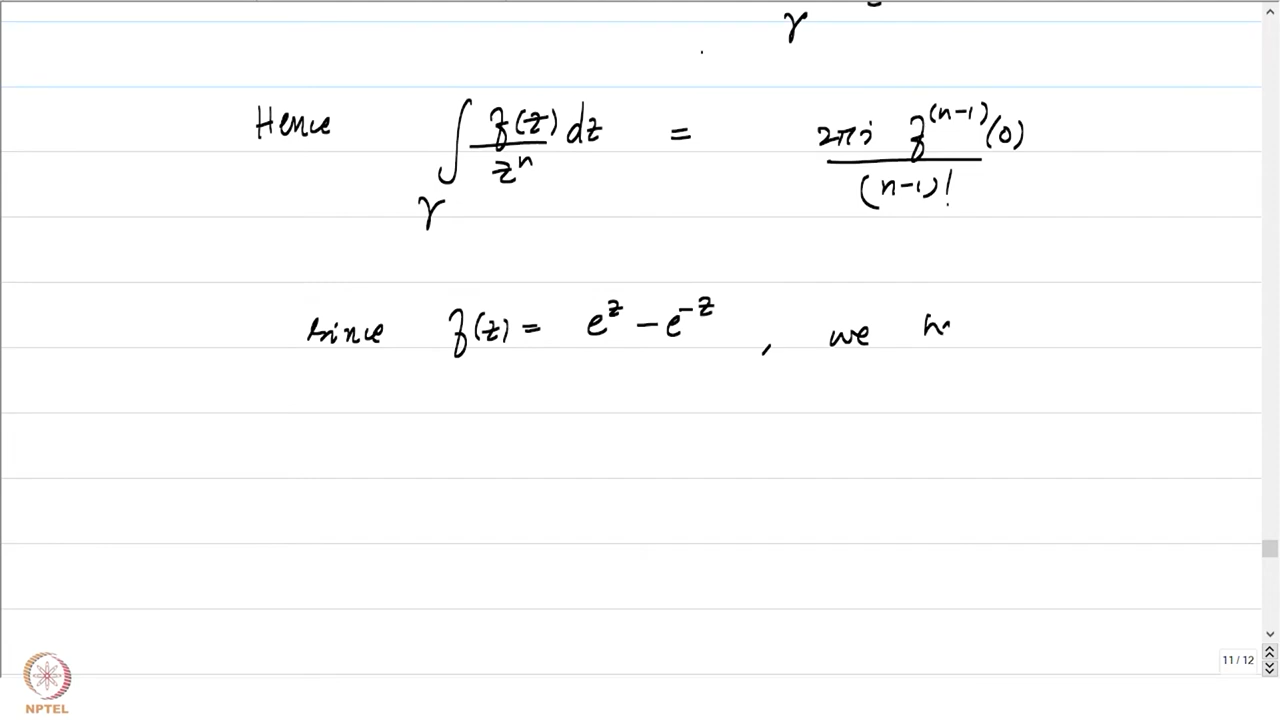 γ
Hence ∫_γ f(z)/z^n dz = 2πi f^(n-1)(0)/(n-1)!
since f(z) = e^z - e^-z , we
11 / 12
NPTEL